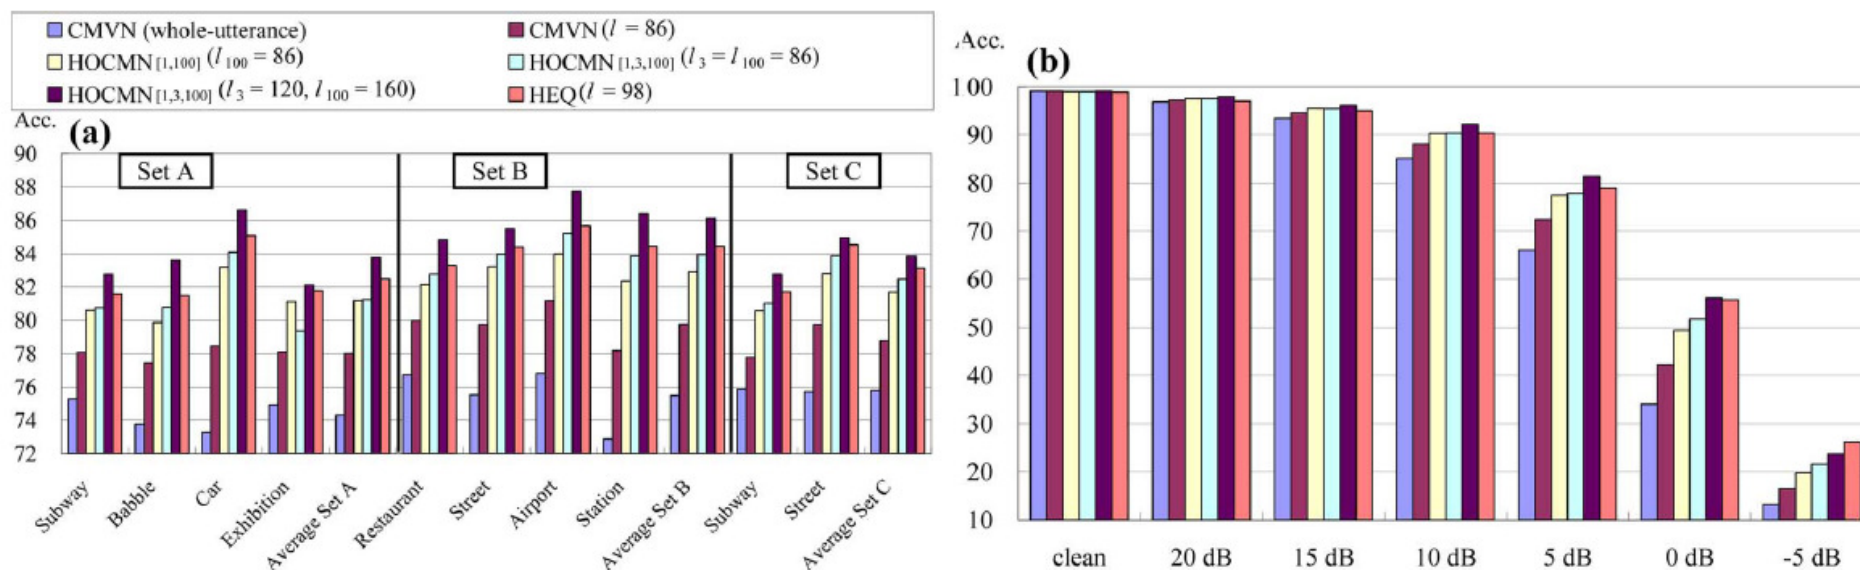 CMVN (whole-utterance)
CMVN (l = 86)
HOCMN[1,100] (l100 = 86)
HOCMN[1,3,100] (l3 = l100 = 86)
HOCMN[1,3,100] (l3 = 120, l100 = 160)
HEQ (l = 98)
Acc.
(a)
90
88
86
84
82
80
78
76
74
72
Set A
Set B
Set C
Subway
Babble
Car
Exhibition
Average Set A
Restaurant
Street
Airport
Station
Average Set B
Subway
Street
Average Set C
Acc.
(b)
100
90
80
70
60
50
40
30
20
10
clean
20 dB
15 dB
10 dB
5 dB
0 dB
-5 dB